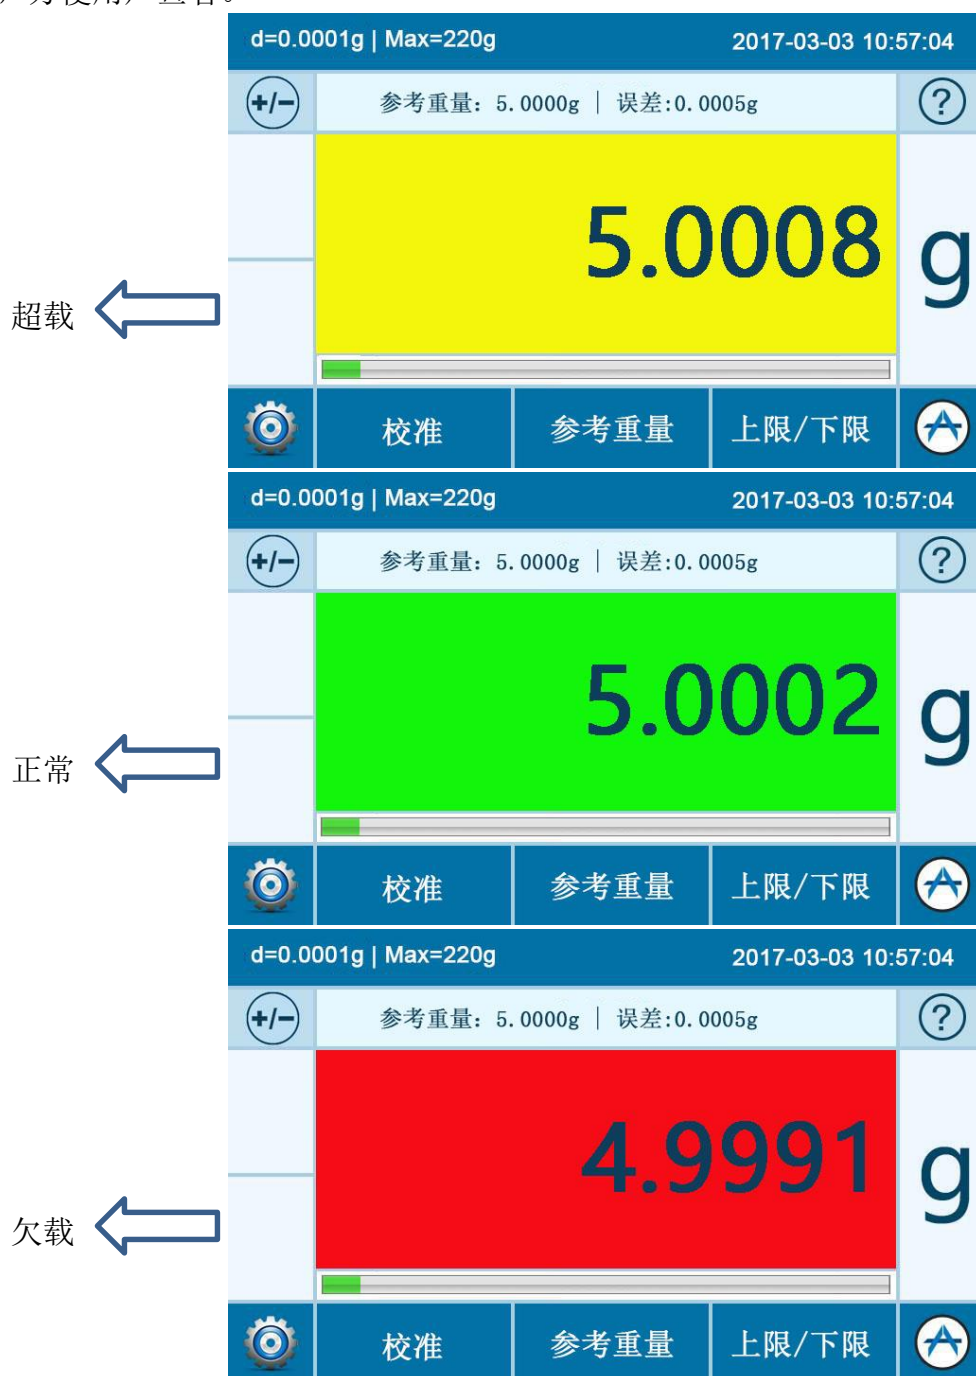 d=0.0001g | Max=220g 2017-03-03 10:57:04
+/− 参考重量：5.0000g | 误差:0.0005g ?
5.0008 g
超载
校准 参考重量 上限/下限
d=0.0001g | Max=220g 2017-03-03 10:57:04
+/− 参考重量：5.0000g | 误差:0.0005g ?
5.0002 g
正常
校准 参考重量 上限/下限
d=0.0001g | Max=220g 2017-03-03 10:57:04
+/− 参考重量：5.0000g | 误差:0.0005g ?
4.9991 g
欠载
校准 参考重量 上限/下限